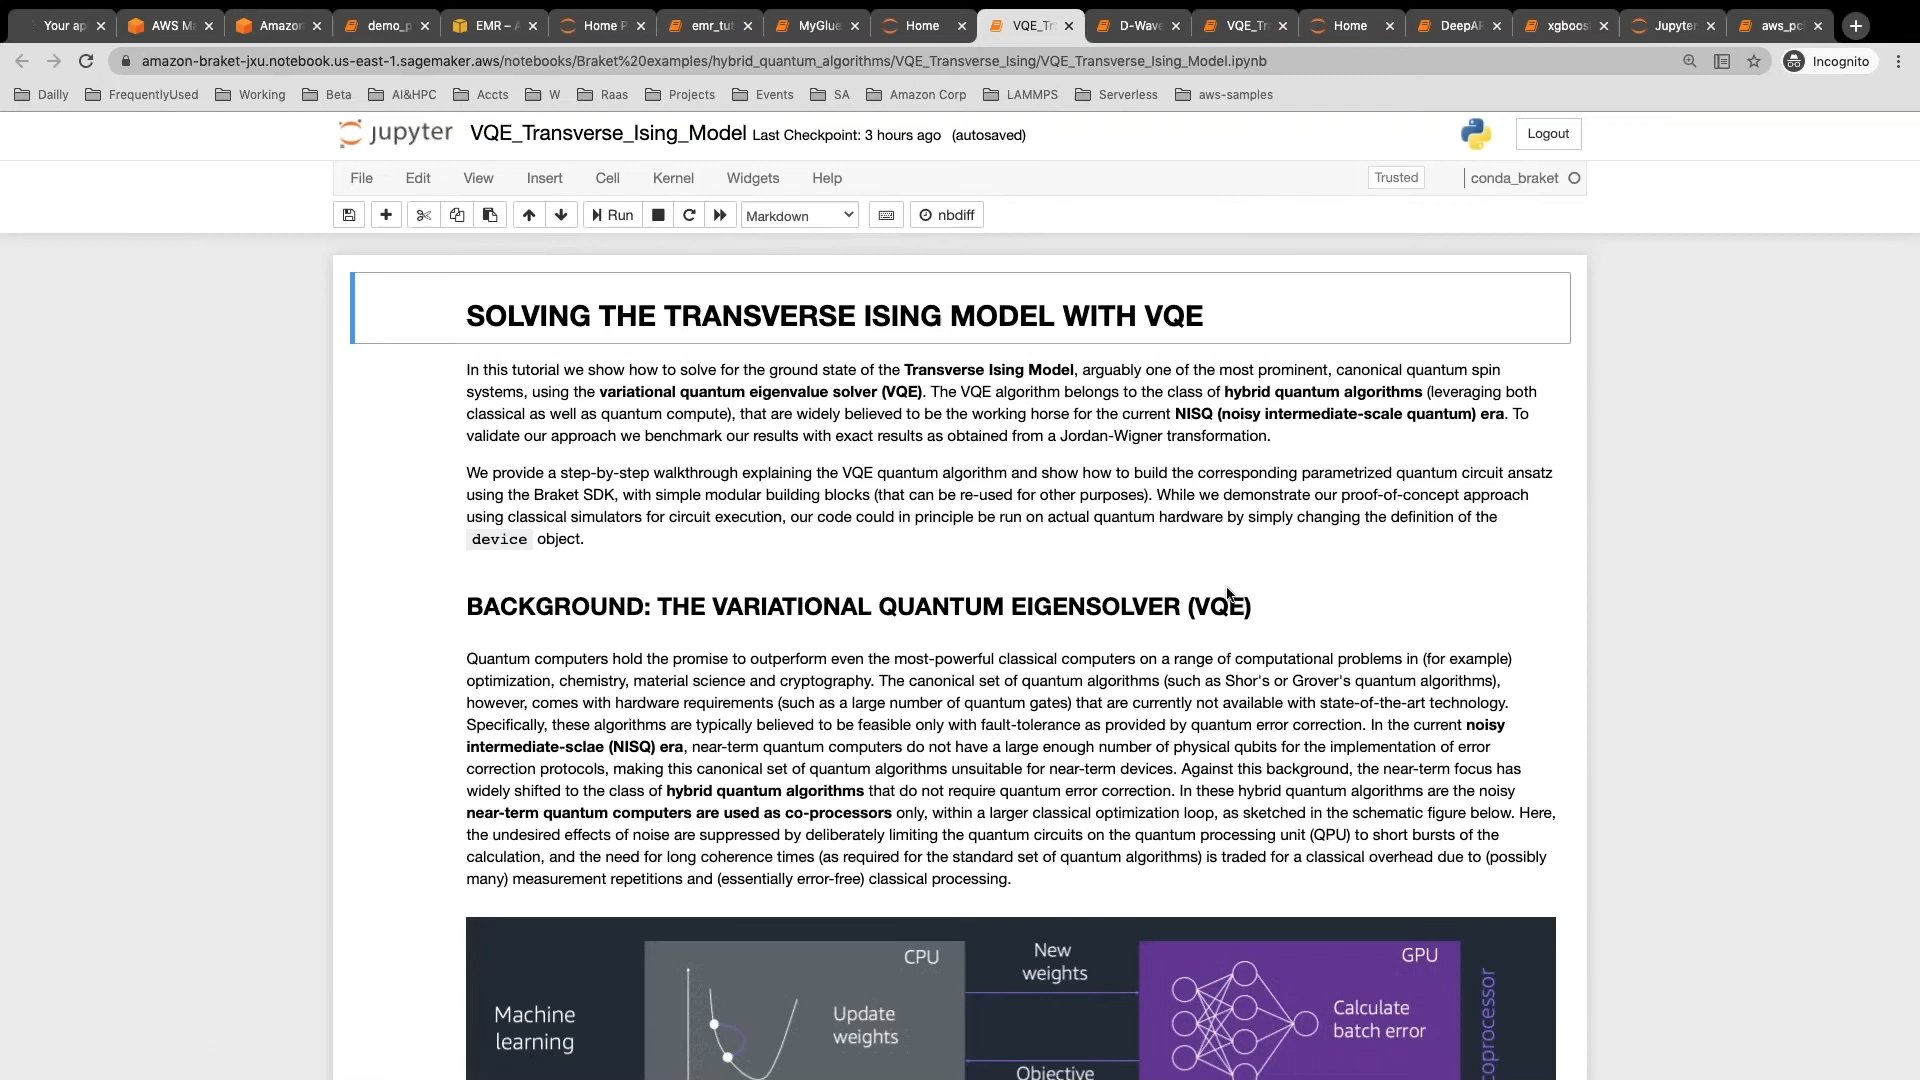 Your ap AWS M Amazon demo_p EMR – A Home P emr_tut MyGlue Home VQE_Tr D-Wave VQE_Tr Home DeepAR xgboos Jupyter aws_pc
amazon-braket-jxu.notebook.us-east-1.sagemaker.aws/notebooks/Braket%20examples/hybrid_quantum_algorithms/VQE_Transverse_Ising/VQE_Transverse_Ising_Model.ipynb Incognito
Dailly FrequentlyUsed Working Beta AI&HPC Accts W Raas Projects Events SA Amazon Corp LAMMPS Serverless aws-samples
jupyter VQE_Transverse_Ising_Model Last Checkpoint: 3 hours ago (autosaved) Logout
File Edit View Insert Cell Kernel Widgets Help Trusted conda_braket
Run Markdown nbdiff
SOLVING THE TRANSVERSE ISING MODEL WITH VQE
In this tutorial we show how to solve for the ground state of the Transverse Ising Model, arguably one of the most prominent, canonical quantum spin
systems, using the variational quantum eigenvalue solver (VQE). The VQE algorithm belongs to the class of hybrid quantum algorithms (leveraging both
classical as well as quantum compute), that are widely believed to be the working horse for the current NISQ (noisy intermediate-scale quantum) era. To
validate our approach we benchmark our results with exact results as obtained from a Jordan-Wigner transformation.
We provide a step-by-step walkthrough explaining the VQE quantum algorithm and show how to build the corresponding parametrized quantum circuit ansatz
using the Braket SDK, with simple modular building blocks (that can be re-used for other purposes). While we demonstrate our proof-of-concept approach
using classical simulators for circuit execution, our code could in principle be run on actual quantum hardware by simply changing the definition of the
device object.
BACKGROUND: THE VARIATIONAL QUANTUM EIGENSOLVER (VQE)
Quantum computers hold the promise to outperform even the most-powerful classical computers on a range of computational problems in (for example)
optimization, chemistry, material science and cryptography. The canonical set of quantum algorithms (such as Shor's or Grover's quantum algorithms),
however, comes with hardware requirements (such as a large number of quantum gates) that are currently not available with state-of-the-art technology.
Specifically, these algorithms are typically believed to be feasible only with fault-tolerance as provided by quantum error correction. In the current noisy
intermediate-sclae (NISQ) era, near-term quantum computers do not have a large enough number of physical qubits for the implementation of error
correction protocols, making this canonical set of quantum algorithms unsuitable for near-term devices. Against this background, the near-term focus has
widely shifted to the class of hybrid quantum algorithms that do not require quantum error correction. In these hybrid quantum algorithms are the noisy
near-term quantum computers are used as co-processors only, within a larger classical optimization loop, as sketched in the schematic figure below. Here,
the undesired effects of noise are suppressed by deliberately limiting the quantum circuits on the quantum processing unit (QPU) to short bursts of the
calculation, and the need for long coherence times (as required for the standard set of quantum algorithms) is traded for a classical overhead due to (possibly
many) measurement repetitions and (essentially error-free) classical processing.
CPU New GPU
weights
Machine Update Calculate
learning weights batch error
Objective
coprocessor